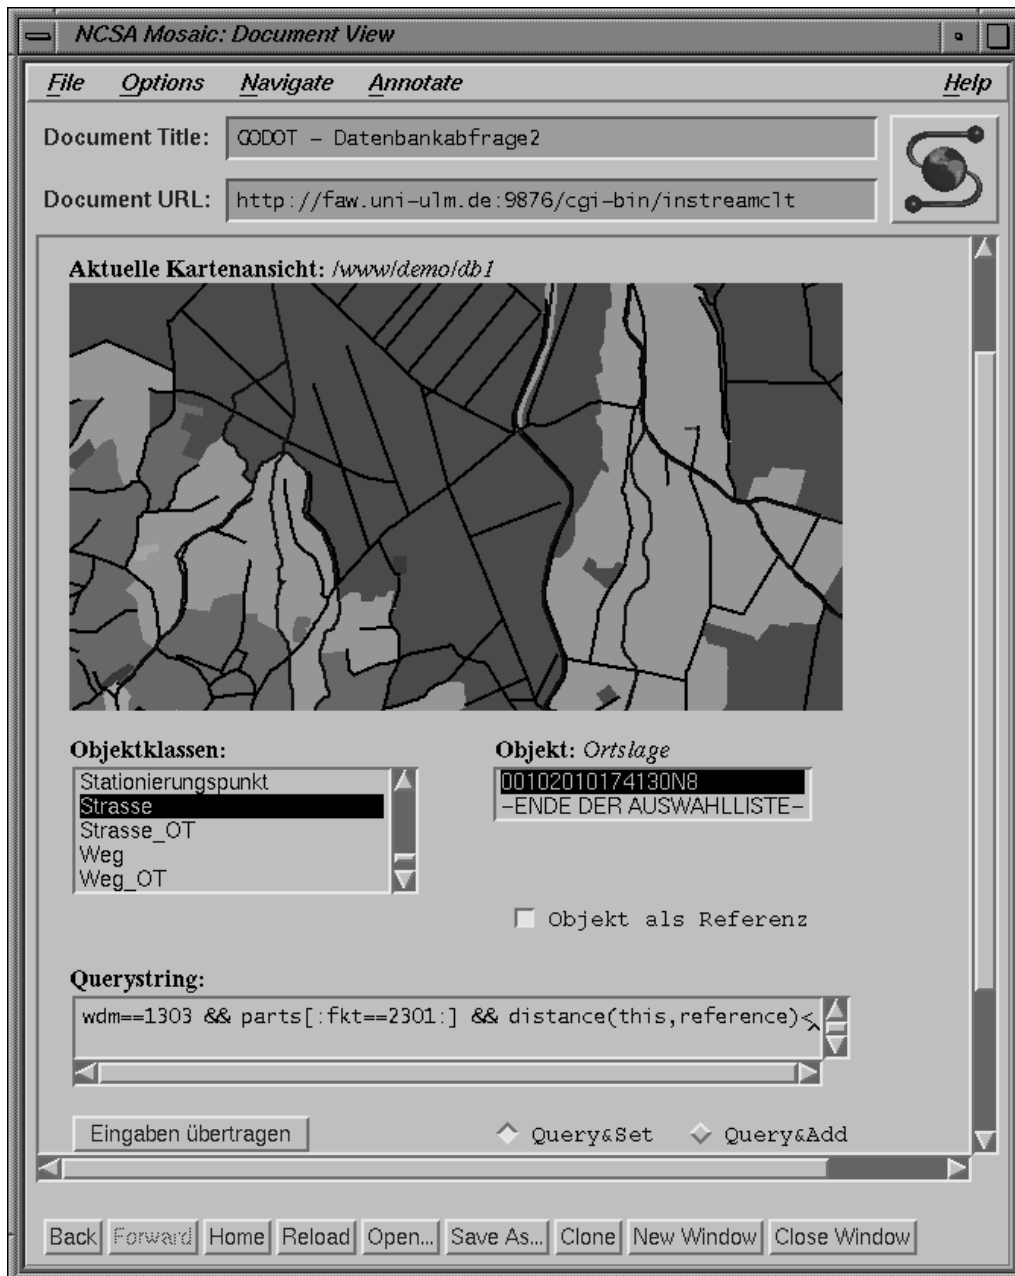 NCSA Mosaic: Document View
File Options Navigate Annotate Help
Document Title: GODOT - Datenbankabfrage2
Document URL: http://faw.uni-ulm.de:9876/cgi-bin/instreamclt
Aktuelle Kartenansicht: /www/demo/db1
Objektklassen:
Stationierungspunkt
Strasse
Strasse_OT
Weg
Weg_OT
Objekt: Ortslage
00102010174130N8
-ENDE DER AUSWAHLLISTE-
Objekt als Referenz
Querystring:
wdm==1303 && parts[:fkt==2301:] && distance(this,reference)<
Eingaben übertragen Query&Set Query&Add
Back Forward Home Reload Open... Save As... Clone New Window Close Window